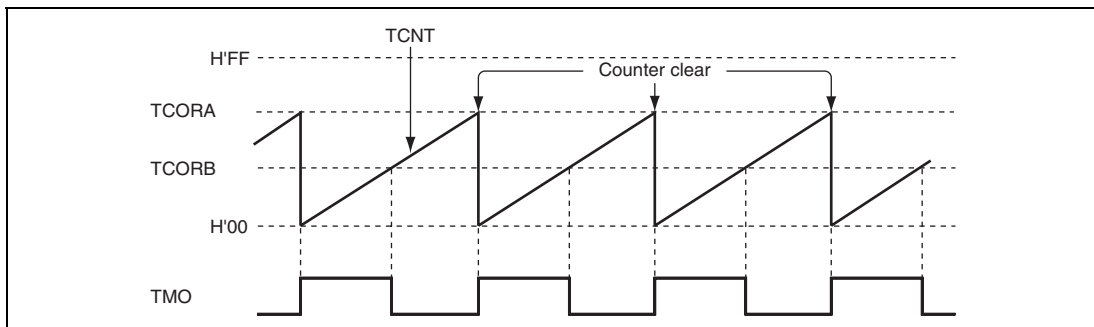 TCNT
H'FF
Counter clear
TCORA
TCORB
H'00
TMO